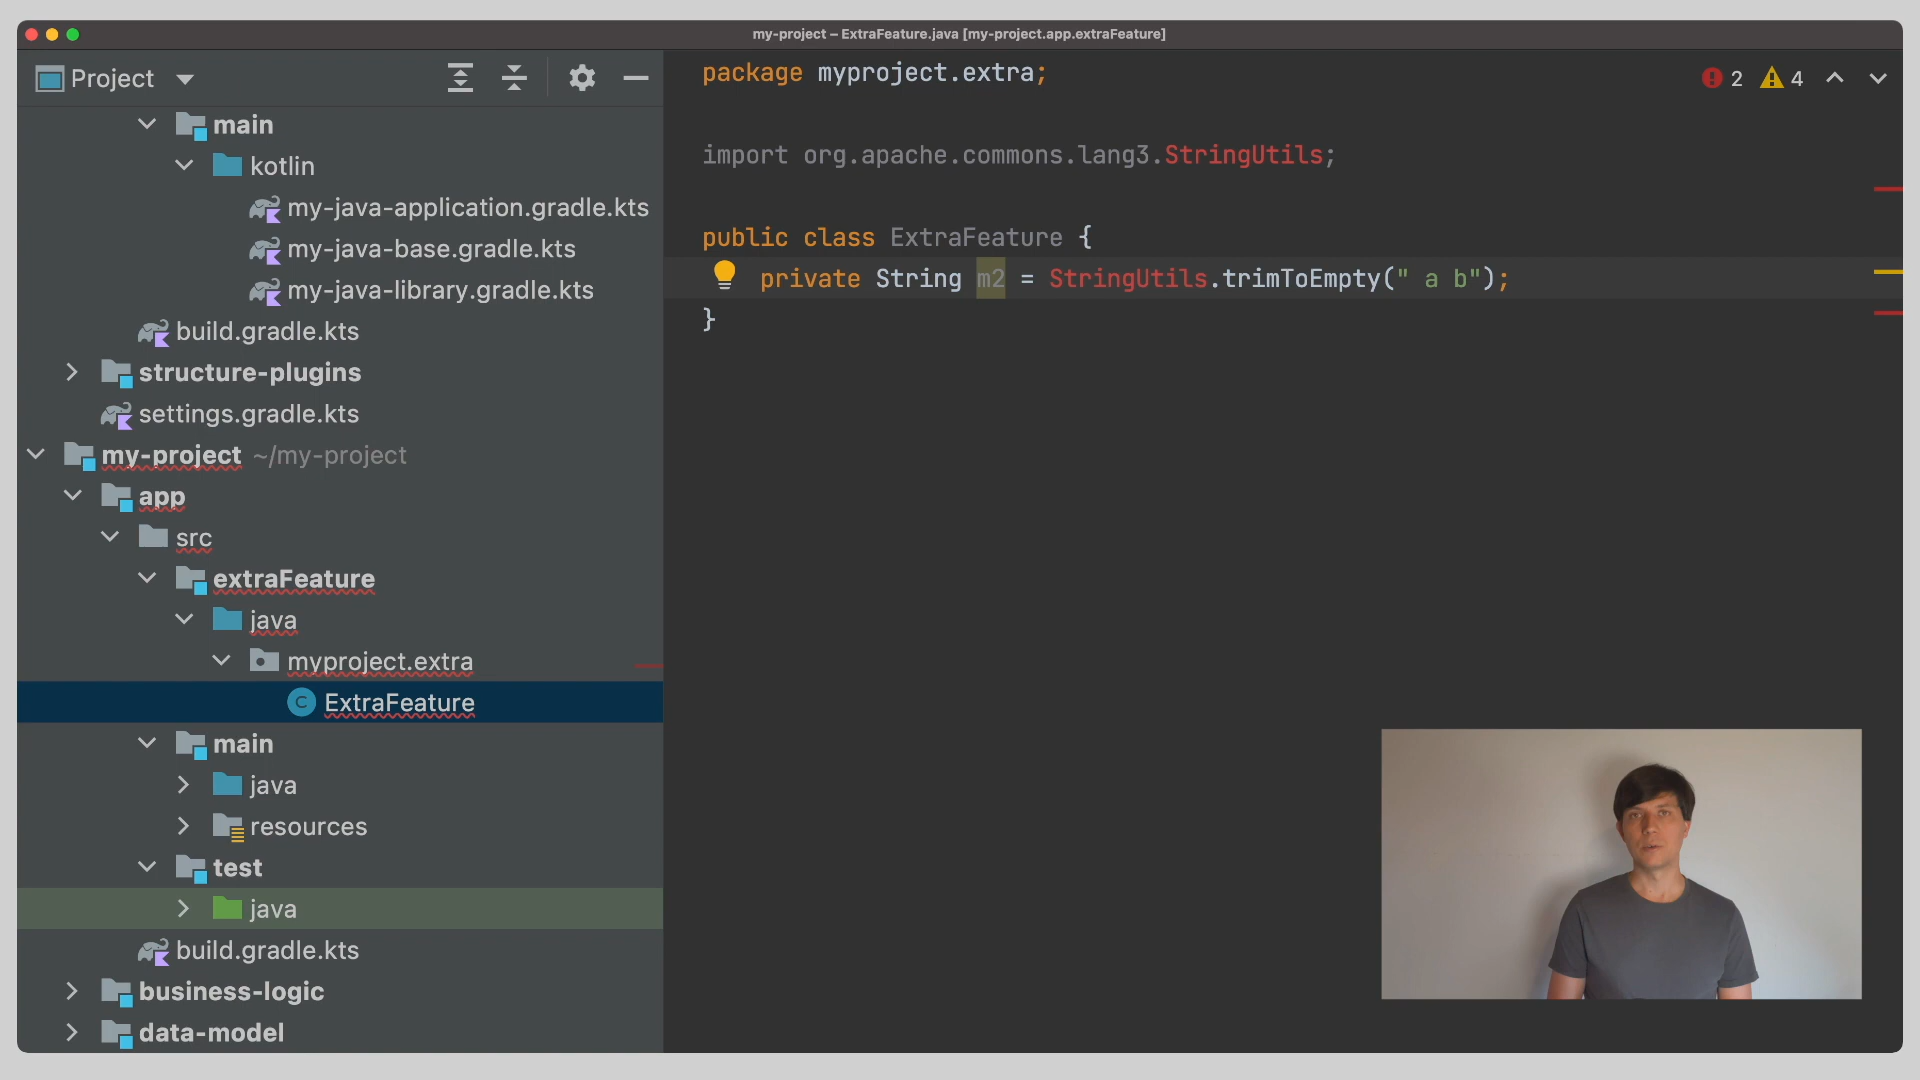 my-project – ExtraFeature.java [my-project.app.extraFeature]
Project
main
kotlin
my-java-application.gradle.kts
my-java-base.gradle.kts
my-java-library.gradle.kts
build.gradle.kts
structure-plugins
settings.gradle.kts
my-project ~/my-project
app
src
extraFeature
java
myproject.extra
C ExtraFeature
main
java
resources
test
java
build.gradle.kts
business-logic
data-model
package myproject.extra;
2 4
import org.apache.commons.lang3.StringUtils;
public class ExtraFeature {
private String m2 = StringUtils.trimToEmpty(" a b");
}